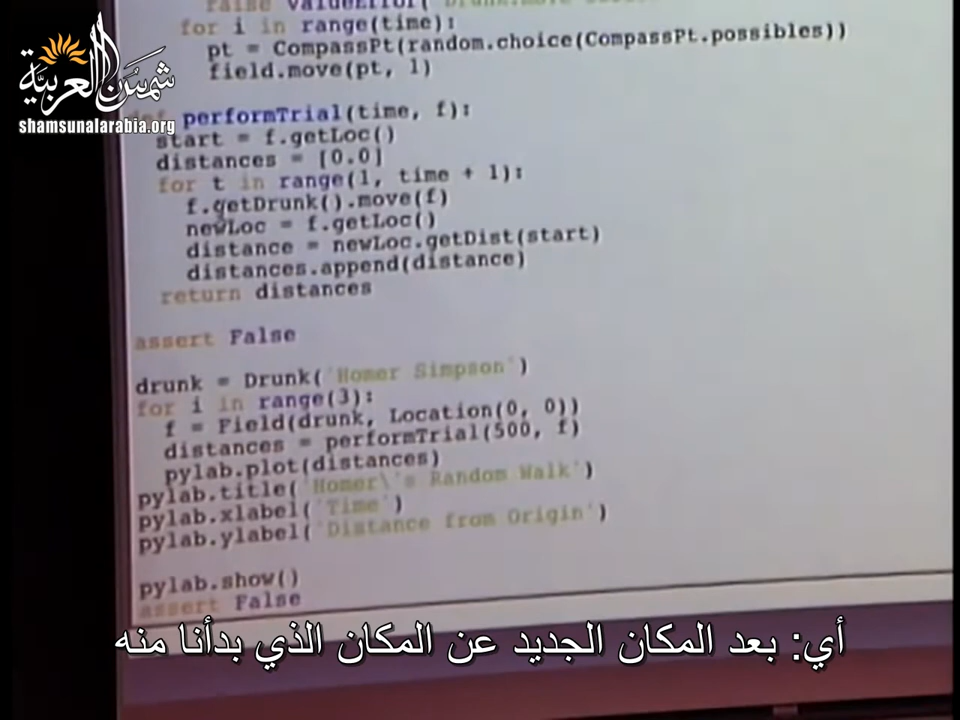 raise ValueError(
for i in range(time):
pt = CompassPt(random.choice(CompassPt.possibles))
field.move(pt, 1)
شمس العربية
shamsunalarabia.org
performTrial(time, f):
start = f.getLoc()
distances = [0.0]
for t in range(1, time + 1):
f.getDrunk().move(f)
newLoc = f.getLoc()
distance = newLoc.getDist(start)
distances.append(distance)
return distances
assert False
drunk = Drunk('Homer Simpson')
for i in range(3):
f = Field(drunk, Location(0, 0))
distances = performTrial(500, f)
pylab.plot(distances)
pylab.title('Homer\'s Random Walk')
pylab.xlabel('Time')
pylab.ylabel('Distance from Origin')
pylab.show()
assert False
أي: بعد المكان الجديد عن المكان الذي بدأنا منه